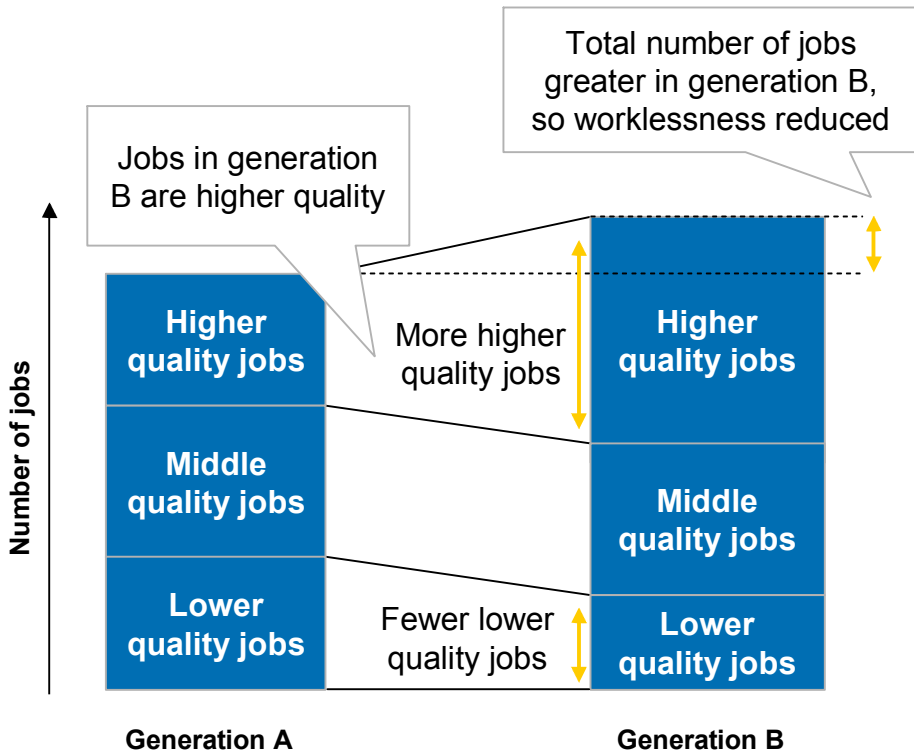 Total number of jobs
greater in generation B,
so worklessness reduced
Jobs in generation
B are higher quality
Number of jobs
Higher
quality jobs
Middle
quality jobs
Lower
quality jobs
More higher
quality jobs
Fewer lower
quality jobs
Higher
quality jobs
Middle
quality jobs
Lower
quality jobs
Generation A
Generation B